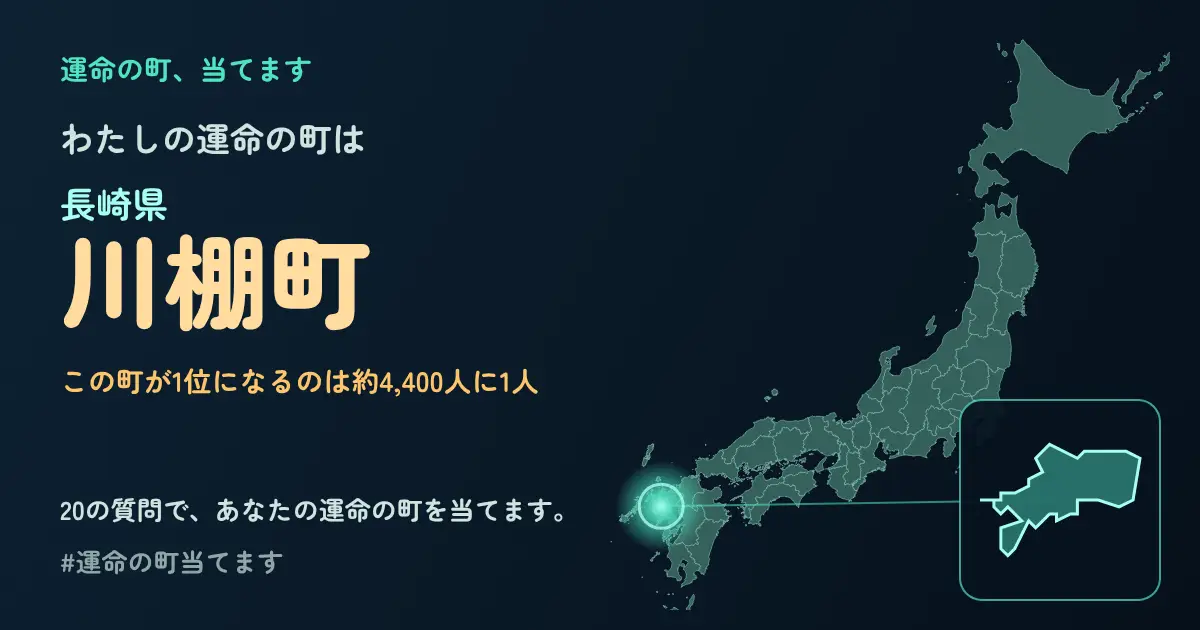 運命の町、当てます
わたしの運命の町は
長崎県
川棚町
この町が1位になるのは約4,400人に1人
20の質問で、あなたの運命の町を当てます。
#運命の町当てます